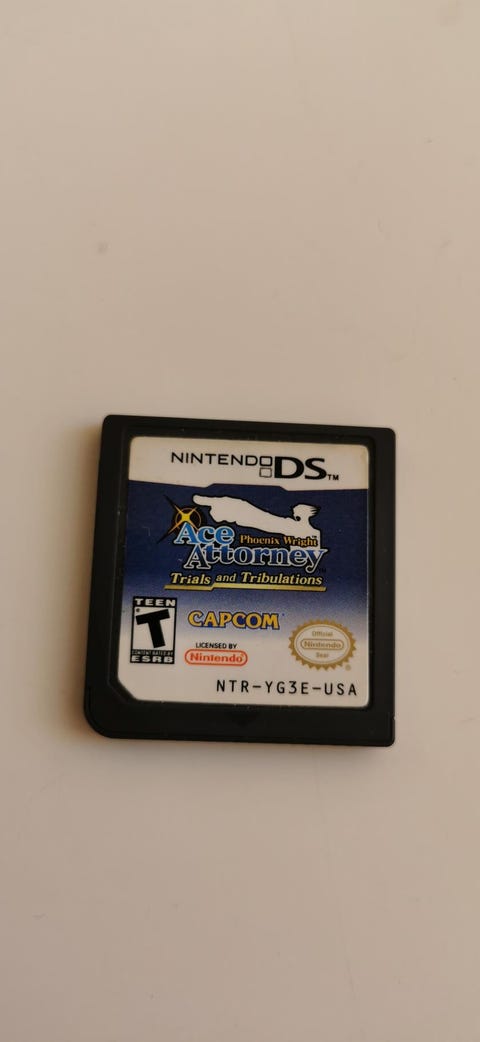 NINTENDO DS™
Phoenix Wright
Ace
Attorney™
Trials and Tribulations
TEEN
T
CONTENT RATED BY
ESRB
CAPCOM
LICENSED BY
Nintendo
Official
Nintendo
Seal
NTR-YG3E-USA